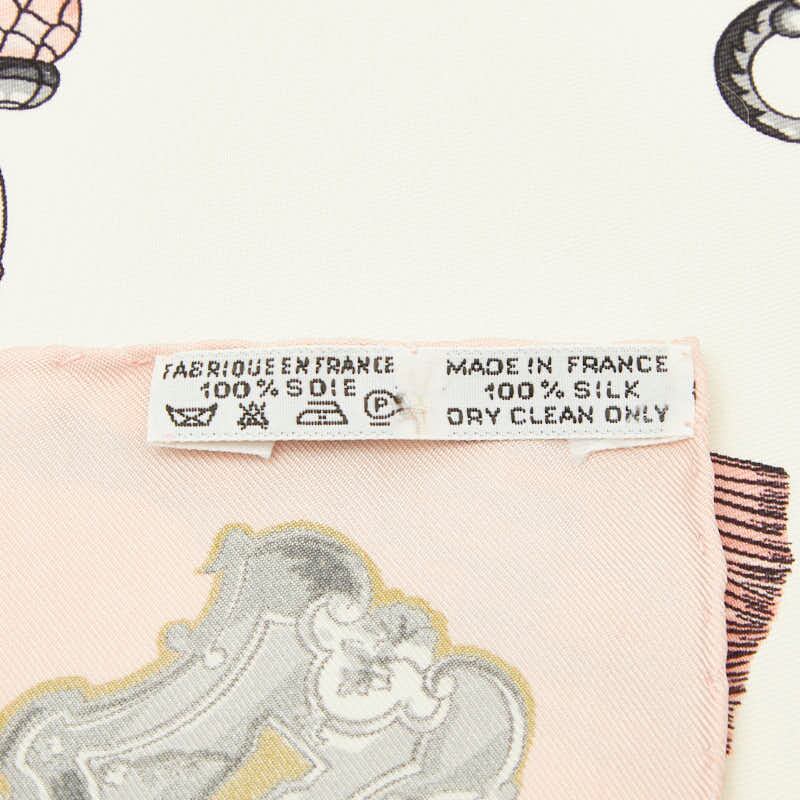 FABRIQUE EN FRANCE
100% SOIE
P
MADE IN FRANCE
100% SILK
DRY CLEAN ONLY